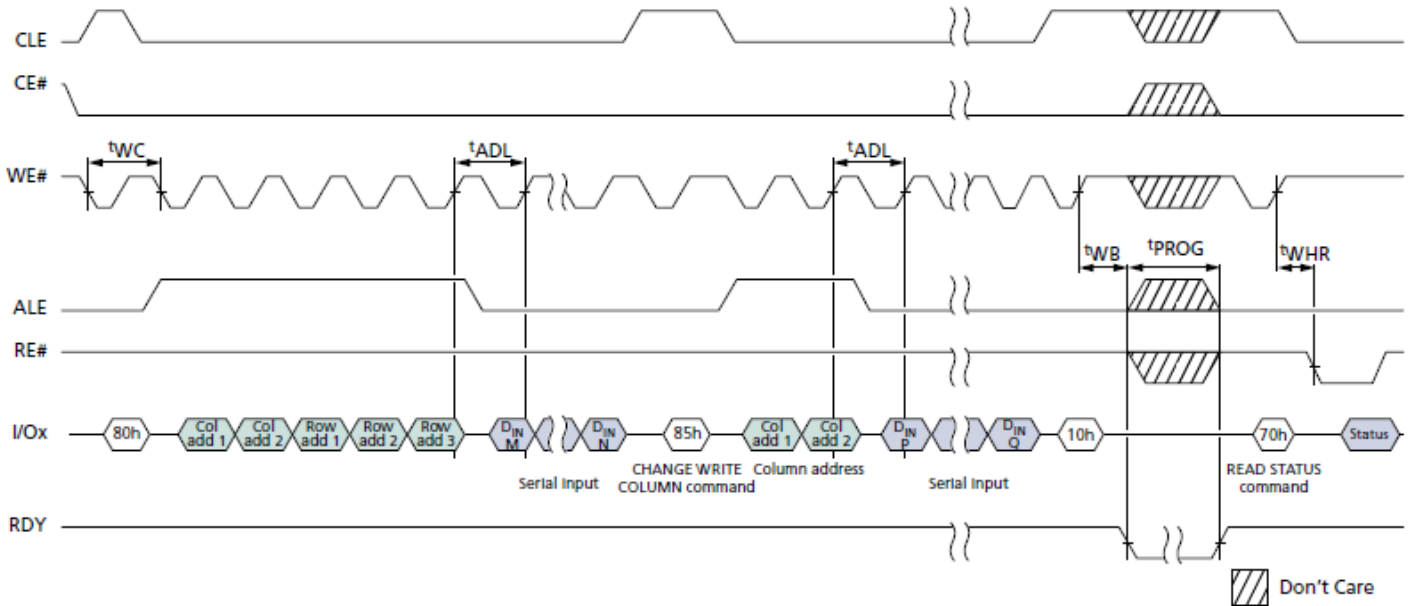 CLE
CE#
tWC
tADL
tADL
WE#
tWB
tPROG
tWHR
ALE
RE#
I/Ox
80h
Col
add 1
Col
add 2
Row
add 1
Row
add 2
Row
add 3
DIN
M
DIN
N
85h
Col
add 1
Col
add 2
DIN
P
DIN
Q
10h
70h
Status
Serial input
CHANGE WRITE
COLUMN command
Column address
Serial input
READ STATUS
command
RDY
Don't Care